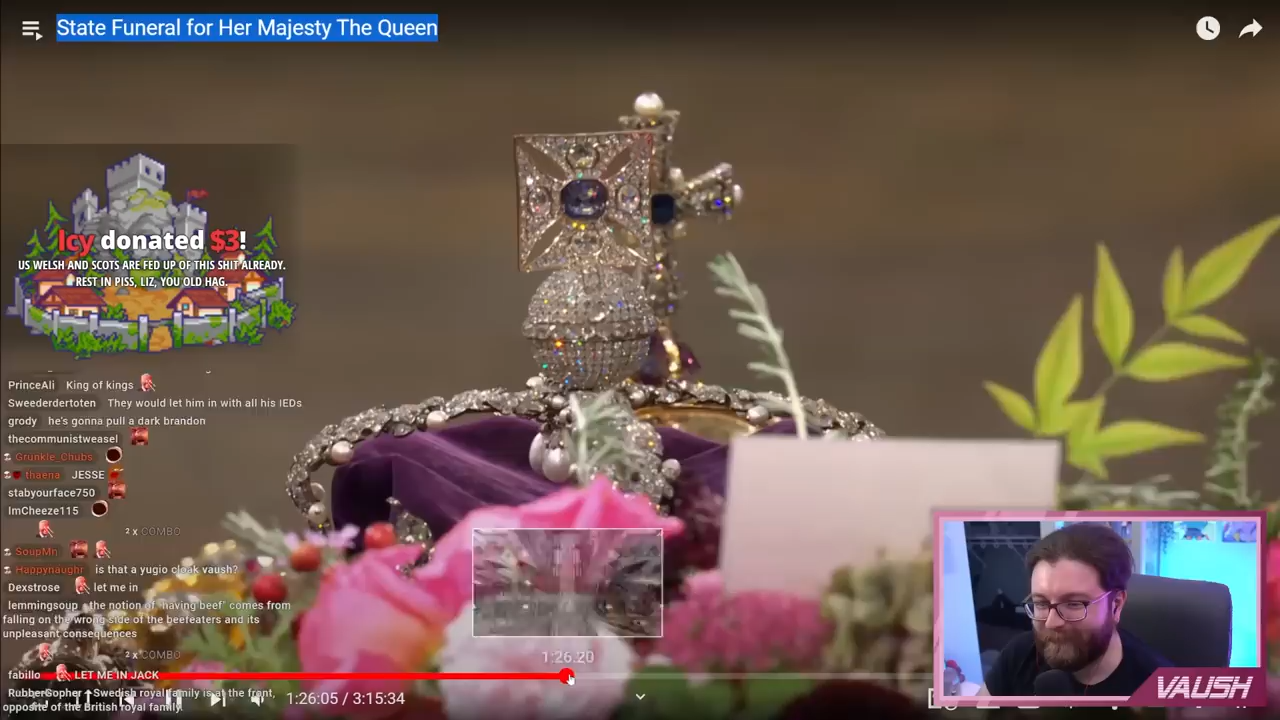 State Funeral for Her Majesty The Queen
Icy donated $3!
US WELSH AND SCOTS ARE FED UP OF THIS SHIT ALREADY.
REST IN PISS, LIZ, YOU OLD HAG.
PrinceAli King of kings
Sweederdertoten They would let him in with all his IEDs
grody he's gonna pull a dark brandon
thecommunistweasel
Grunkle_Chubs
thaena JESSE
stabyourface750
ImCheeze115
2 x COMBO
SoupMn
Happynaughr is that a yugio cloak vaush?
Dexstrose let me in
lemmingsoup the notion of "having beef" comes from
falling on the wrong side of the beefeaters and its
unpleasant consequences
2 x COMBO
1:26:20
fabillo LET ME IN JACK
RubberGopher Swedish royal family is at the front,
opposite of the British royal family.
1:26:05 / 3:15:34
VAUSH